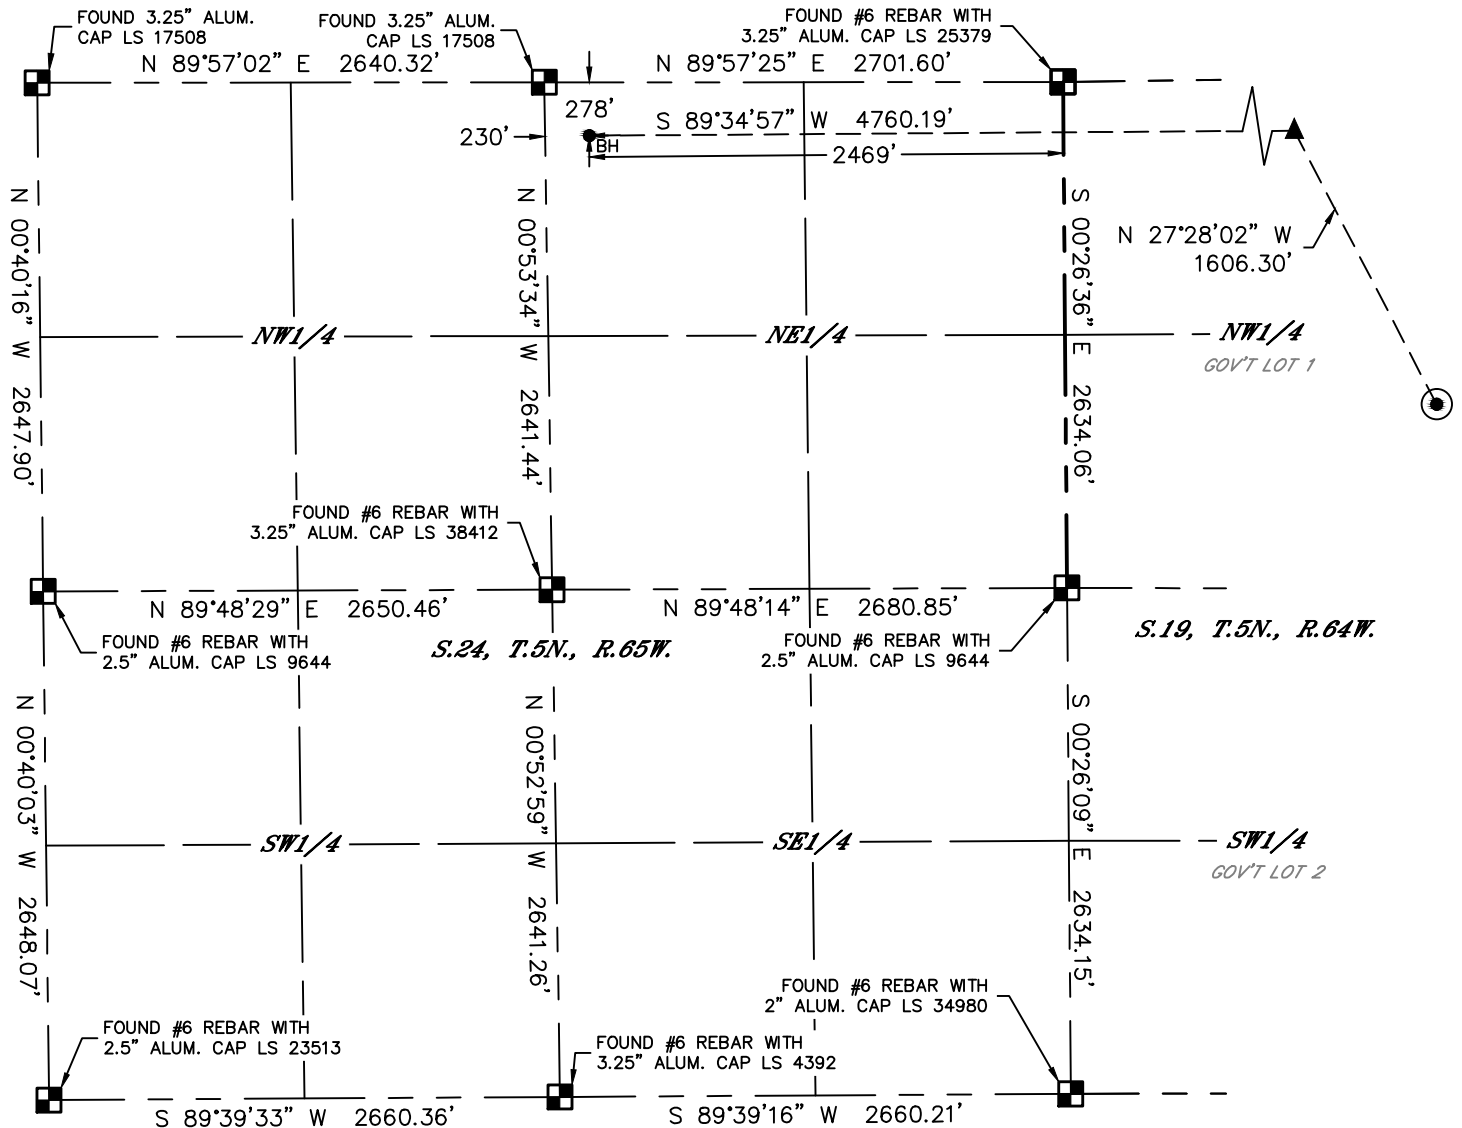 FOUND 3.25" ALUM.
CAP LS 17508
FOUND 3.25" ALUM.
CAP LS 17508
FOUND #6 REBAR WITH
3.25" ALUM. CAP LS 25379
N 89°57'02" E 2640.32'
N 89°57'25" E 2701.60'
278'
S 89°34'57" W 4760.19'
230'
BH
2469'
N 00°40'16" W 2647.90'
N 00°53'34" W 2641.44'
S 00°26'36" E 2634.06'
N 27°28'02" W
1606.30'
NW1/4
NE1/4
NW1/4
GOV'T LOT 1
FOUND #6 REBAR WITH
3.25" ALUM. CAP LS 38412
N 89°48'29" E 2650.46'
N 89°48'14" E 2680.85'
FOUND #6 REBAR WITH
2.5" ALUM. CAP LS 9644
S.24, T.5N., R.65W.
FOUND #6 REBAR WITH
2.5" ALUM. CAP LS 9644
S.19, T.5N., R.64W.
N 00°40'03" W 2648.07'
N 00°52'59" W 2641.26'
S 00°26'09" E 2634.15'
SW1/4
SE1/4
SW1/4
GOV'T LOT 2
FOUND #6 REBAR WITH
2" ALUM. CAP LS 34980
FOUND #6 REBAR WITH
2.5" ALUM. CAP LS 23513
FOUND #6 REBAR WITH
3.25" ALUM. CAP LS 4392
S 89°39'33" W 2660.36'
S 89°39'16" W 2660.21'